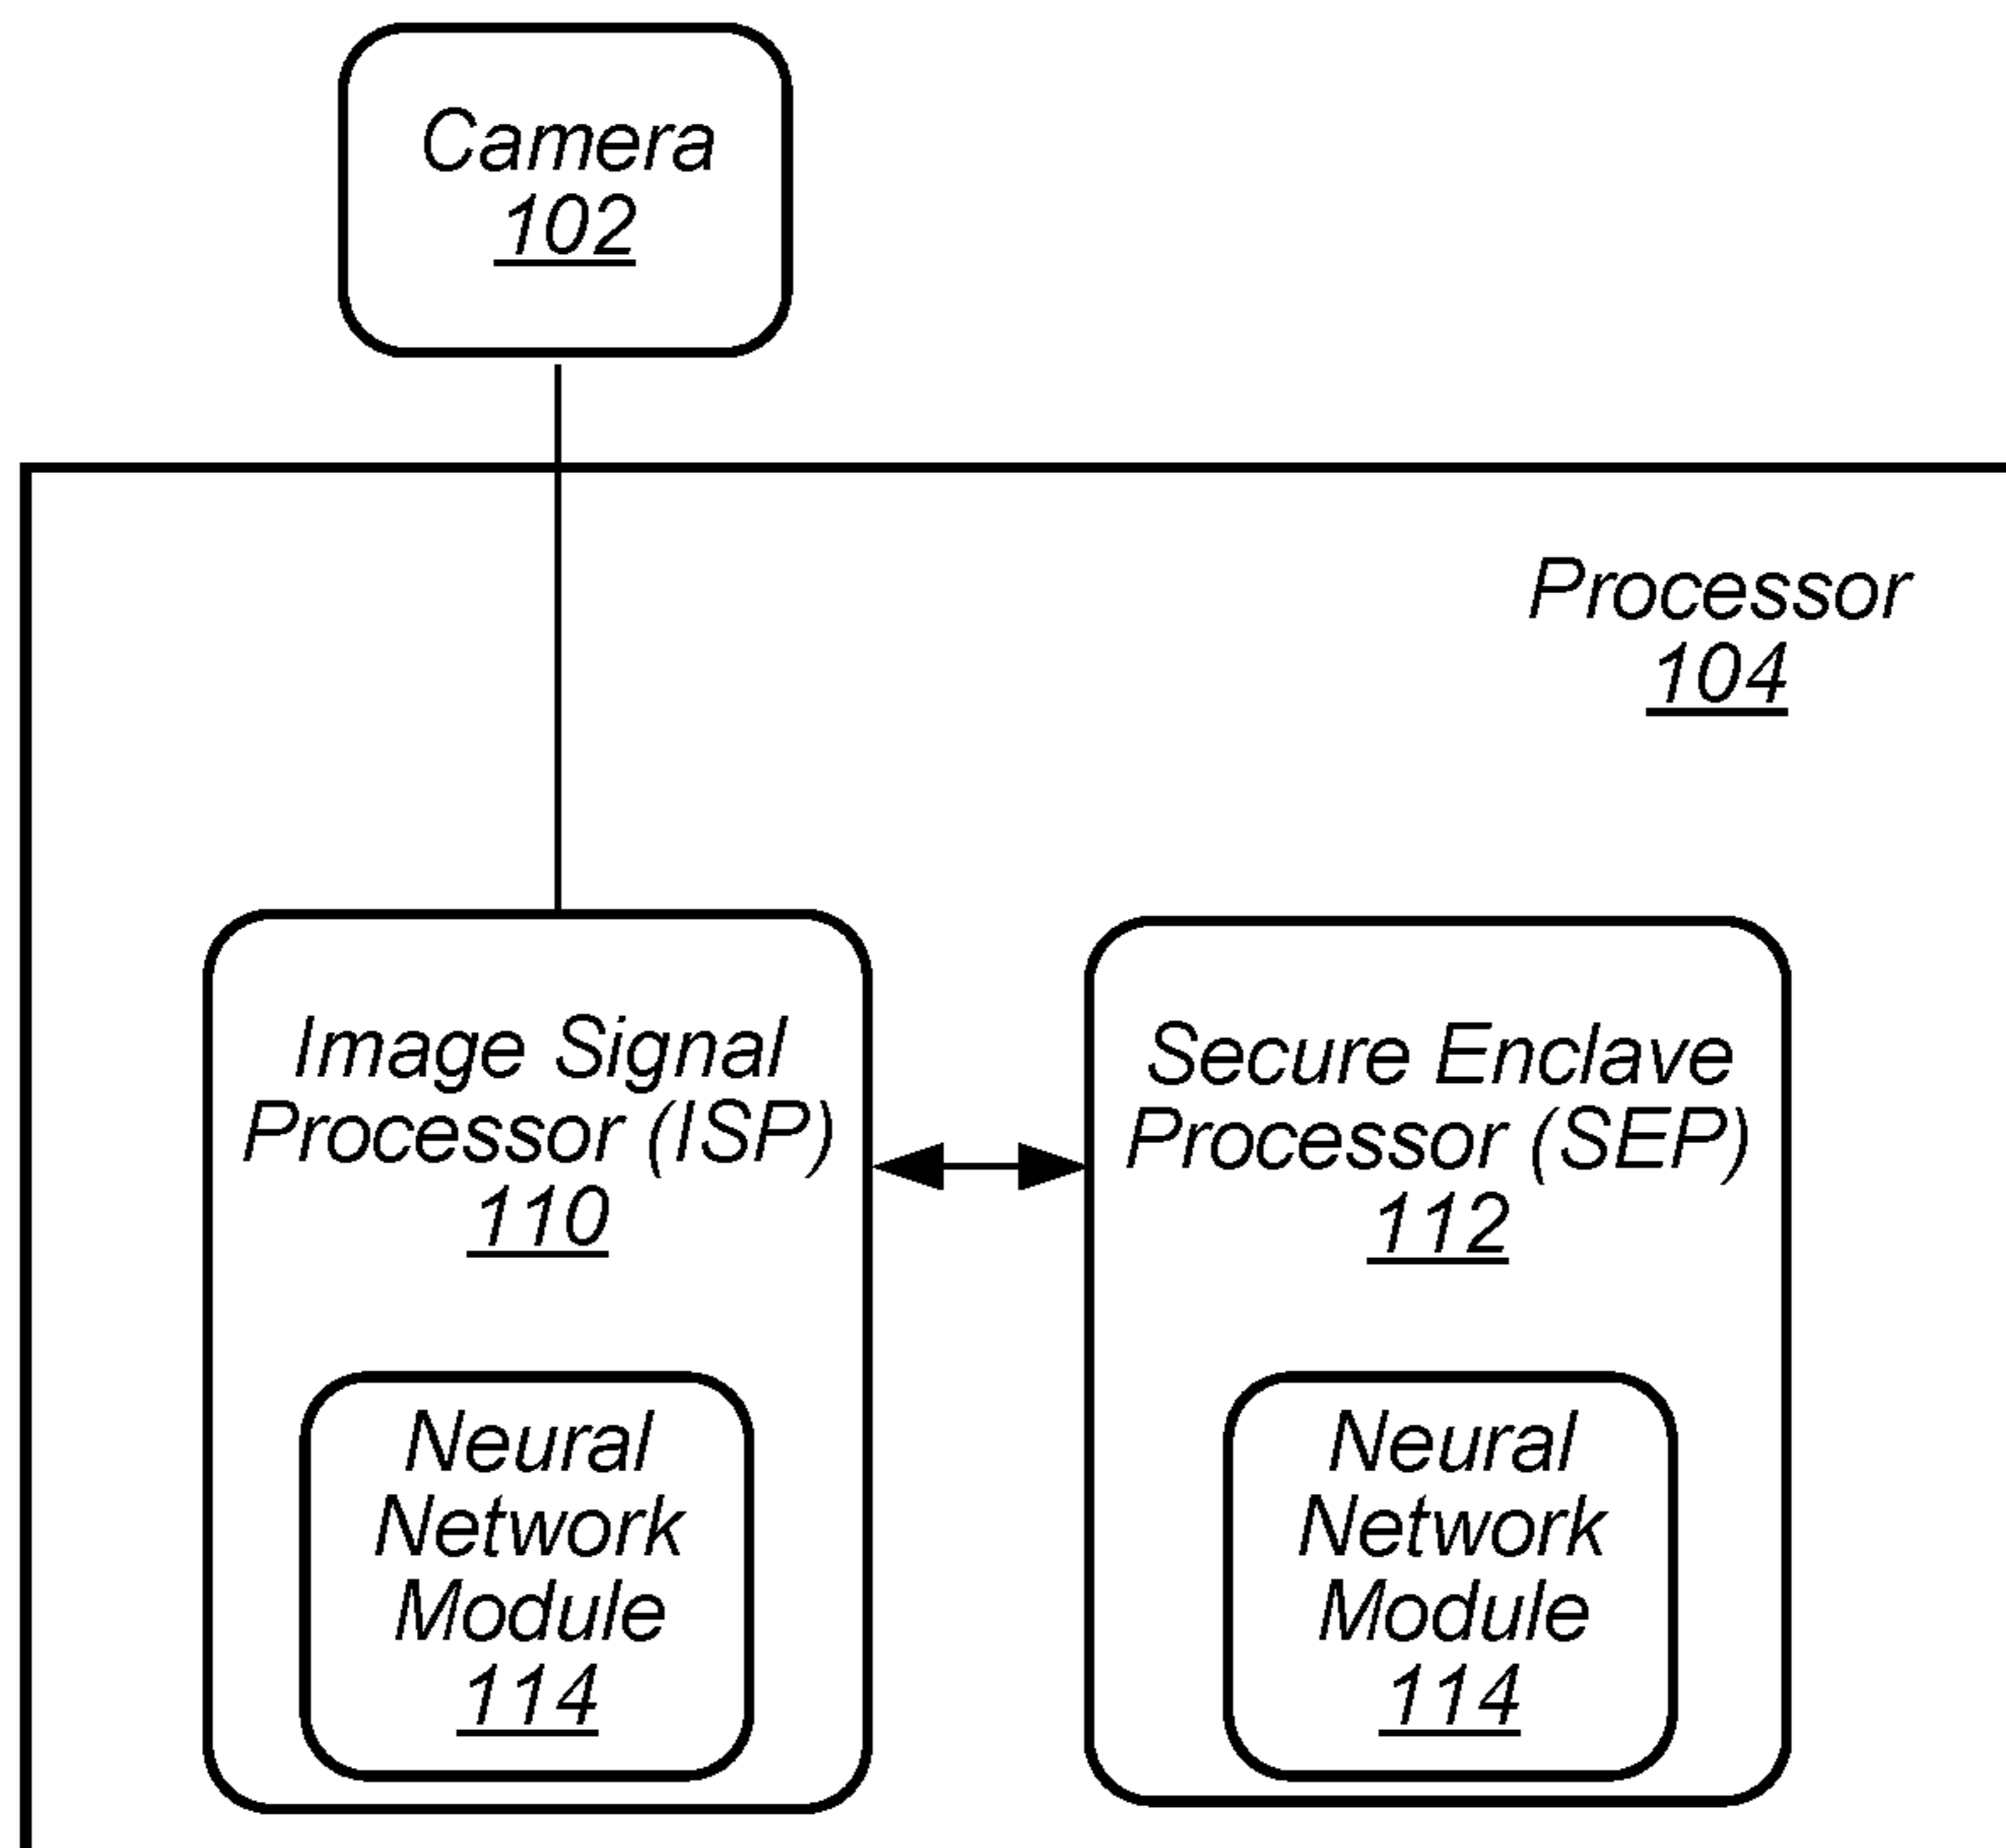 Camera
102
Processor
104
Image Signal
Processor (ISP)
110
Secure Enclave
Processor (SEP)
112
Neural
Network
Module
114
Neural
Network
Module
114